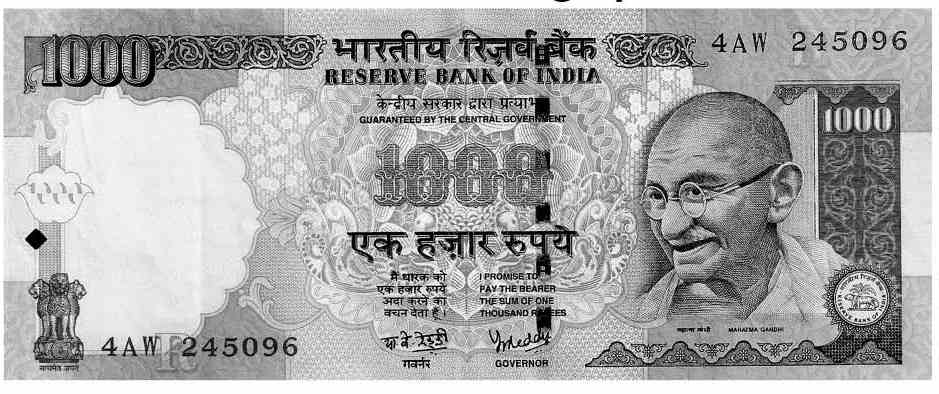 1000
भारतीय रिज़र्व बैंक
4AW 245096
RESERVE BANK OF INDIA
केन्द्रीय सरकार द्वारा प्रत्याभूत
GUARANTEED BY THE CENTRAL GOVERNMENT
1000
1000
एक हज़ार रुपये
मैं धारक को
एक हज़ार रुपये
अदा करने का
वचन देता हूँ ।
I PROMISE TO
PAY THE BEARER
THE SUM OF ONE
THOUSAND RUPEES
महात्मा गांधी
MAHATMA GANDHI
4AW 245096
गवर्नर
GOVERNOR
सत्यमेव जयते